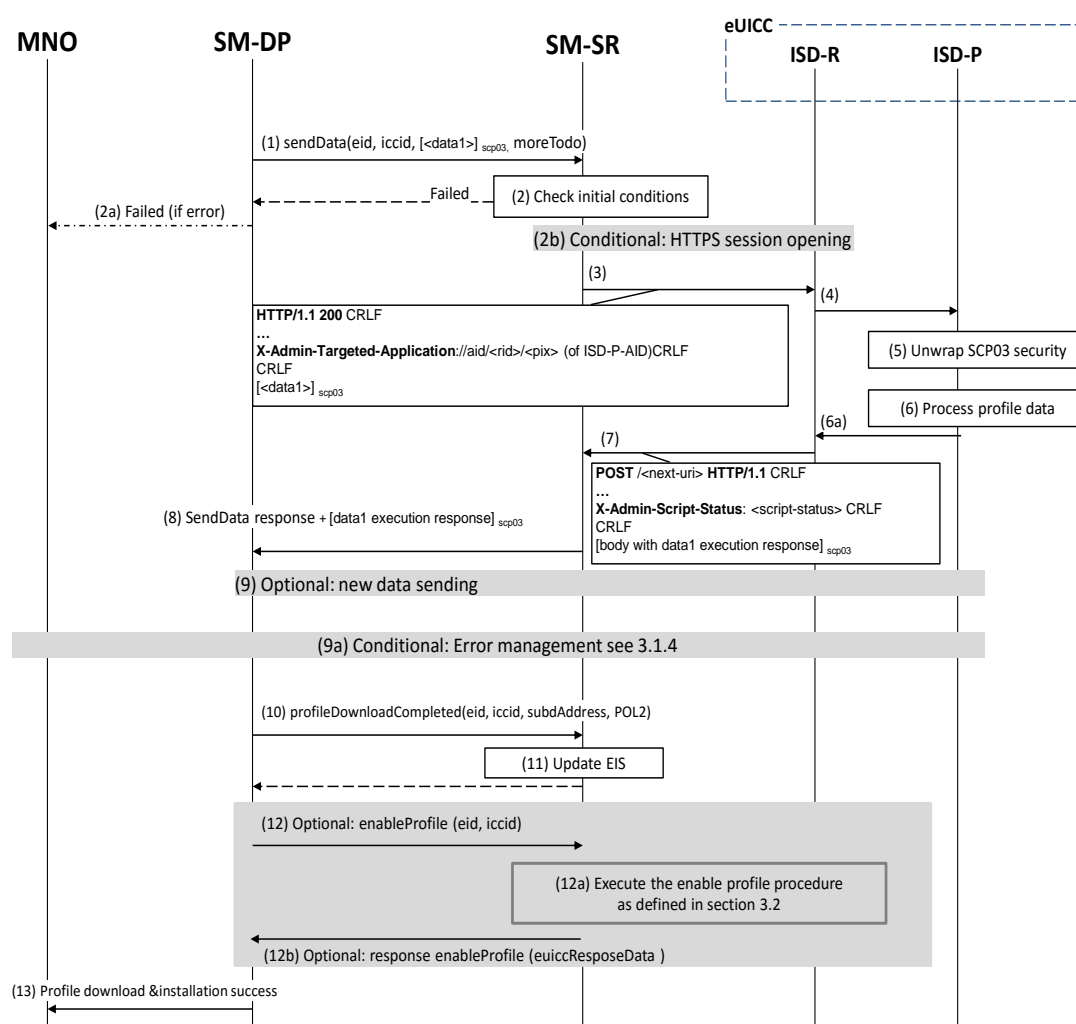 eUICC
MNO
SM-DP
SM-SR
ISD-R
ISD-P
(1) sendData(eid, iccid, [<data1>] scp03, moreTodo)
Failed
(2) Check initial conditions
(2a) Failed (if error)
(2b) Conditional: HTTPS session opening
(3)
(4)
HTTP/1.1 200 CRLF
...
X-Admin-Targeted-Application://aid/<rid>/<pix> (of ISD-P-AID)CRLF
CRLF
[<data1>] scp03
(5) Unwrap SCP03 security
(6) Process profile data
(6a)
(7)
POST /<next-uri> HTTP/1.1 CRLF
...
X-Admin-Script-Status: <script-status> CRLF
CRLF
[body with data1 execution response] scp03
(8) SendData response + [data1 execution response] scp03
(9) Optional: new data sending
(9a) Conditional: Error management see 3.1.4
(10) profileDownloadCompleted(eid, iccid, subdAddress, POL2)
(11) Update EIS
(12) Optional: enableProfile (eid, iccid)
(12a) Execute the enable profile procedure
as defined in section 3.2
(12b) Optional: response enableProfile (euiccResposeData )
(13) Profile download &installation success